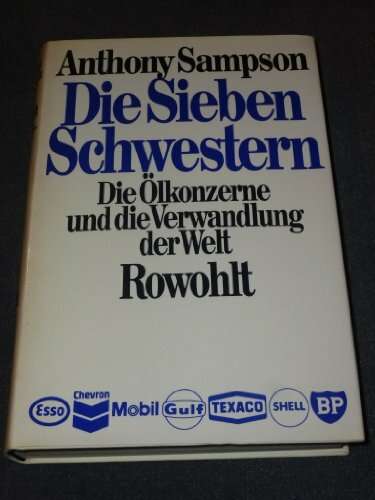 Anthony Sampson
Die Sieben
Schwestern
Die Ölkonzerne
und die Verwandlung
der Welt
Rowohlt
Esso Chevron Mobil Gulf TEXACO SHELL BP